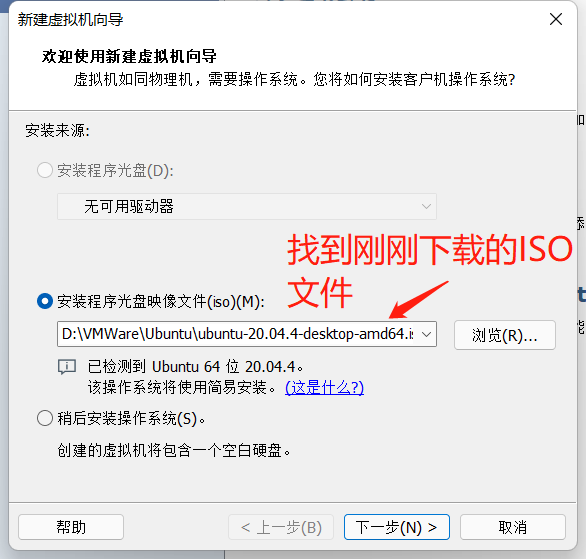 新建虚拟机向导
欢迎使用新建虚拟机向导
虚拟机如同物理机，需要操作系统。您将如何安装客户机操作系统?
安装来源:
安装程序光盘(D):
无可用驱动器
找到刚刚下载的ISO
文件
安装程序光盘映像文件(iso)(M):
D:\VMWare\Ubuntu\ubuntu-20.04.4-desktop-amd64.is
浏览(R)...
已检测到 Ubuntu 64 位 20.04.4。
该操作系统将使用简易安装。(这是什么?)
稍后安装操作系统(S)。
创建的虚拟机将包含一个空白硬盘。
帮助
< 上一步(B)
下一步(N) >
取消